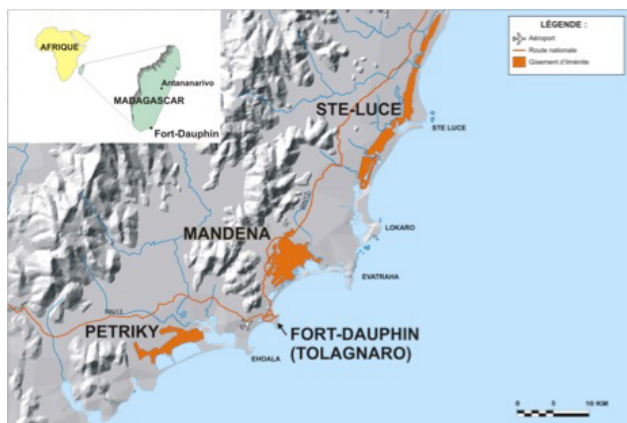 AFRIQUE
Antananarivo
MADAGASCAR
Fort-Dauphin
LÉGENDE :
Aéroport
Route nationale
Gisement d'ilménite
STE-LUCE
STE LUCE
MANDENA
LOKARO
EVATRAHA
RN13
PETRIKY
FORT-DAUPHIN
(TOLAGNARO)
EHOALA
0 5 10 KM